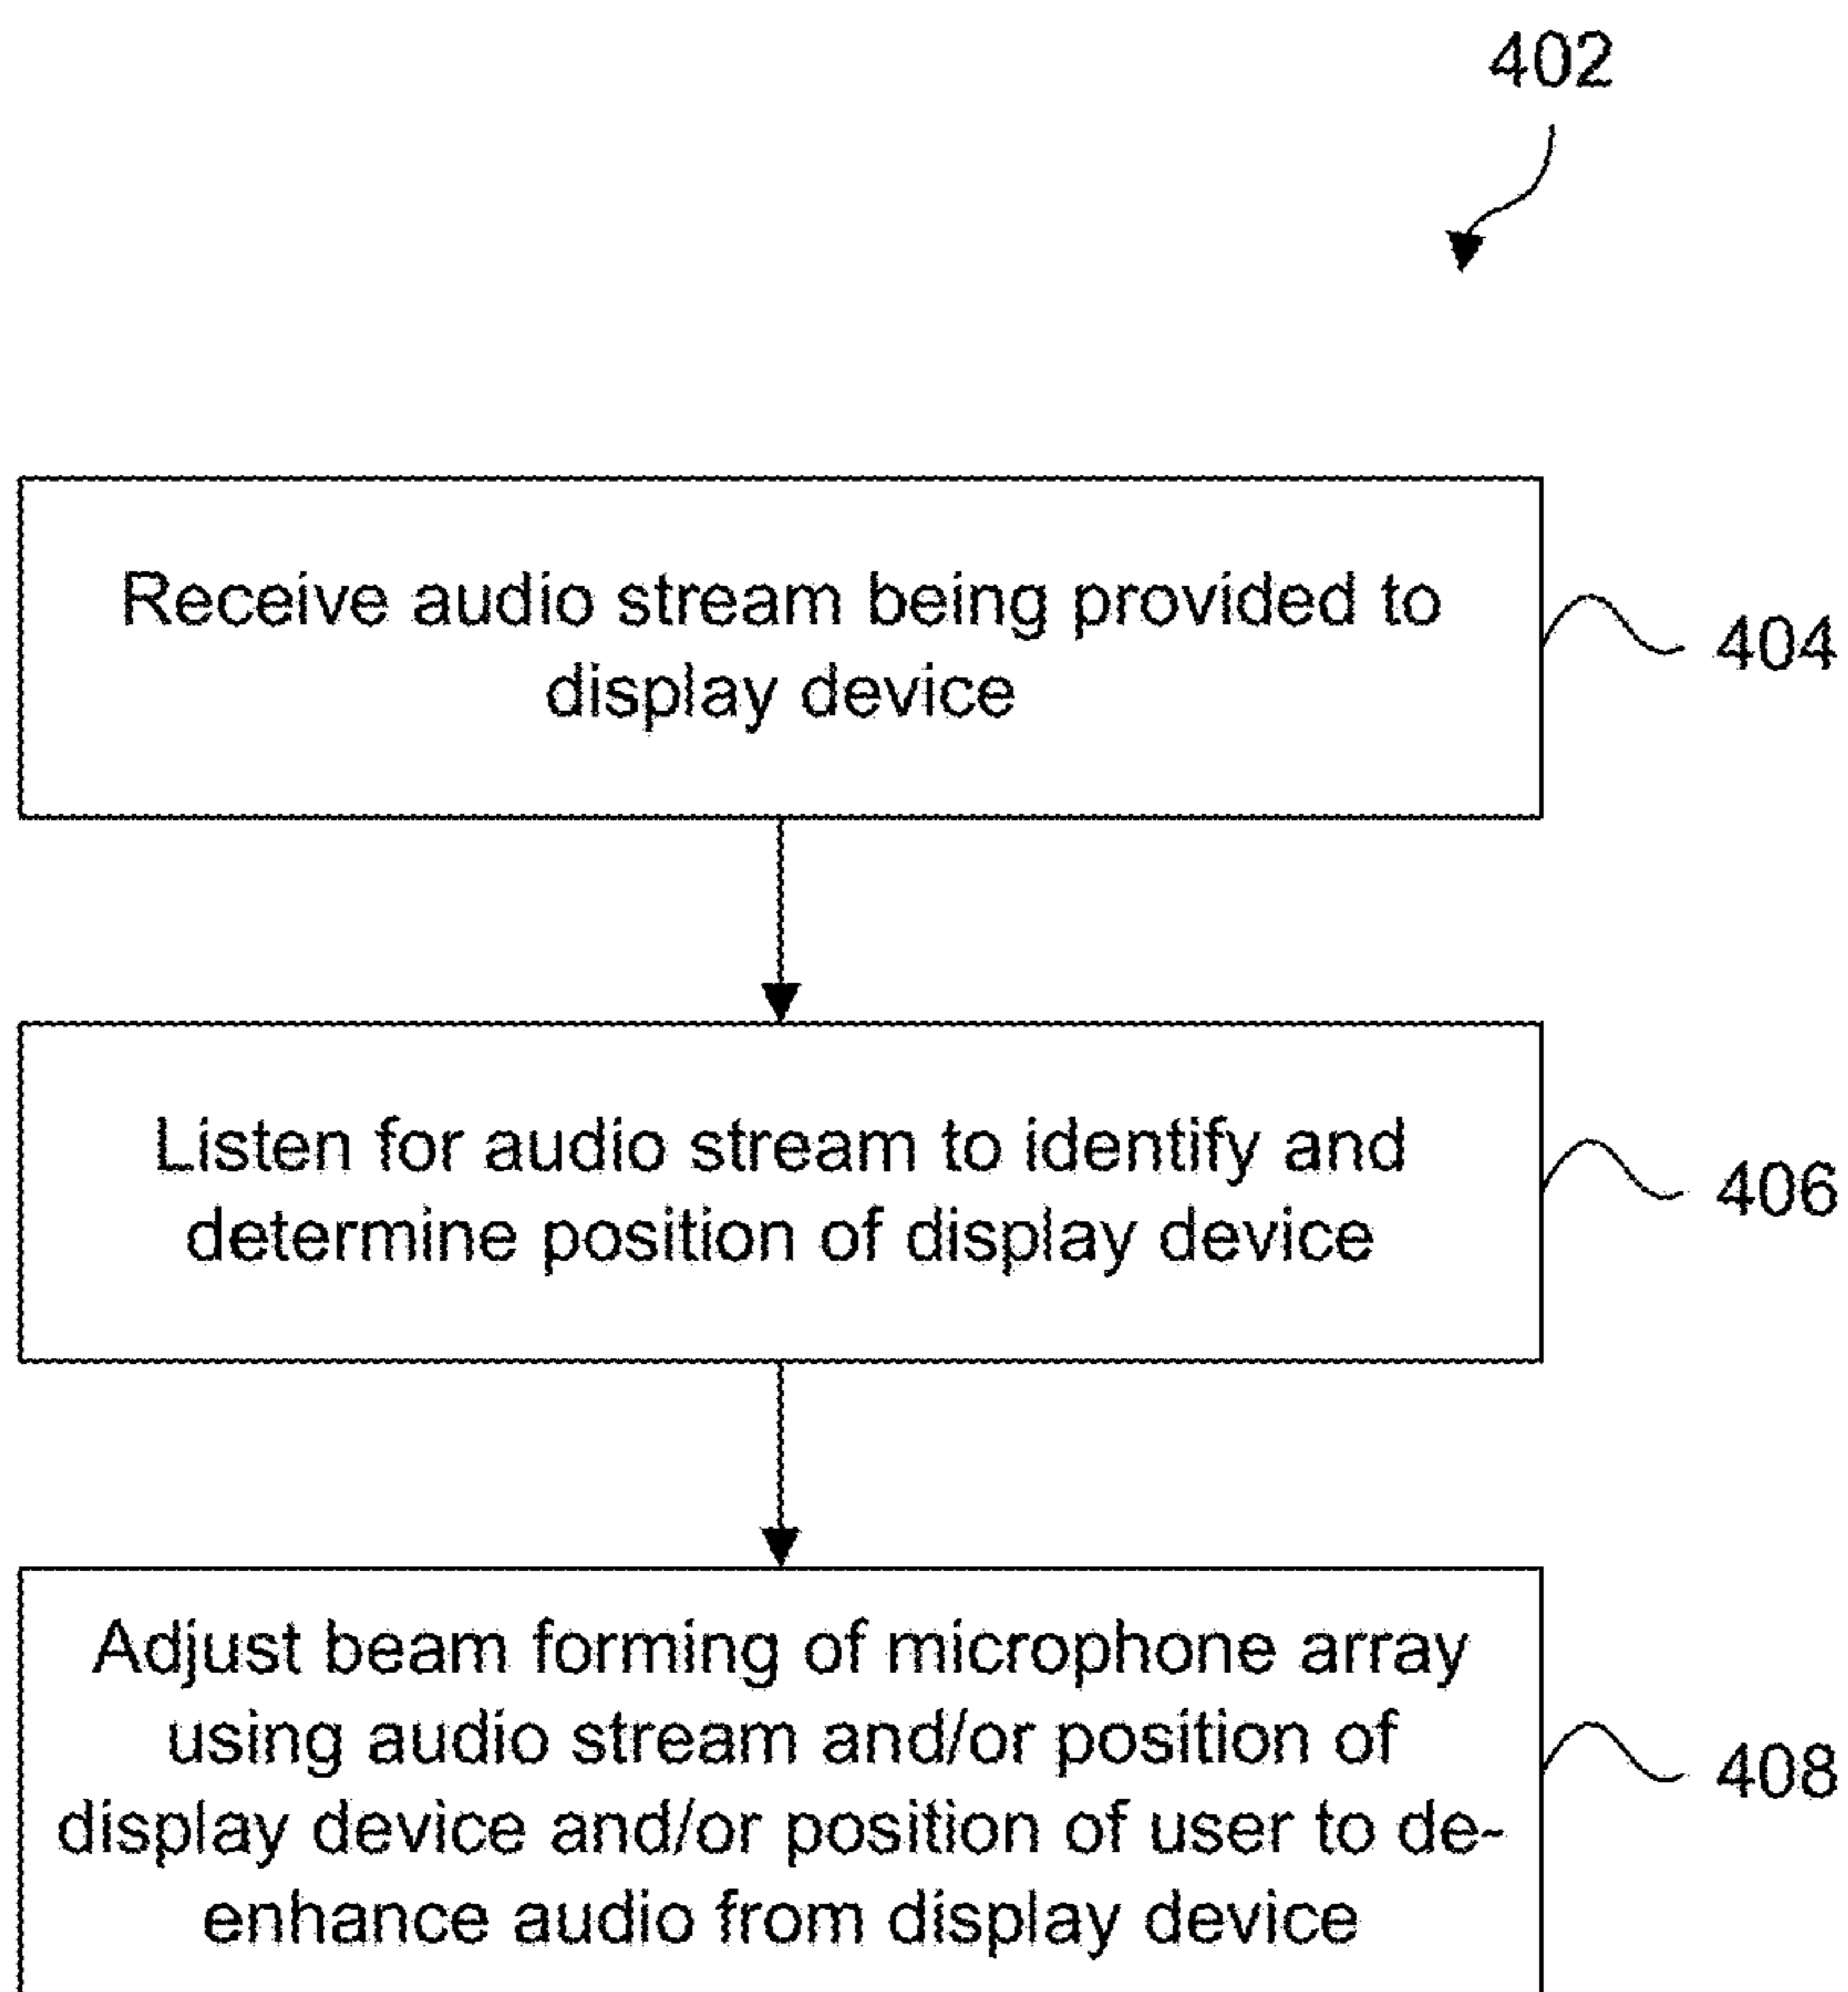 402
Receive audio stream being provided to
display device
404
Listen for audio stream to identify and
determine position of display device
406
Adjust beam forming of microphone array
using audio stream and/or position of
display device and/or position of user to de-
enhance audio from display device
408